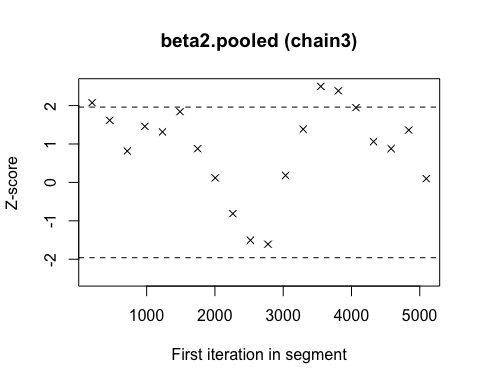 beta2.pooled (chain3)
Z-score
2
1
0
-1
-2
1000 2000 3000 4000 5000
First iteration in segment